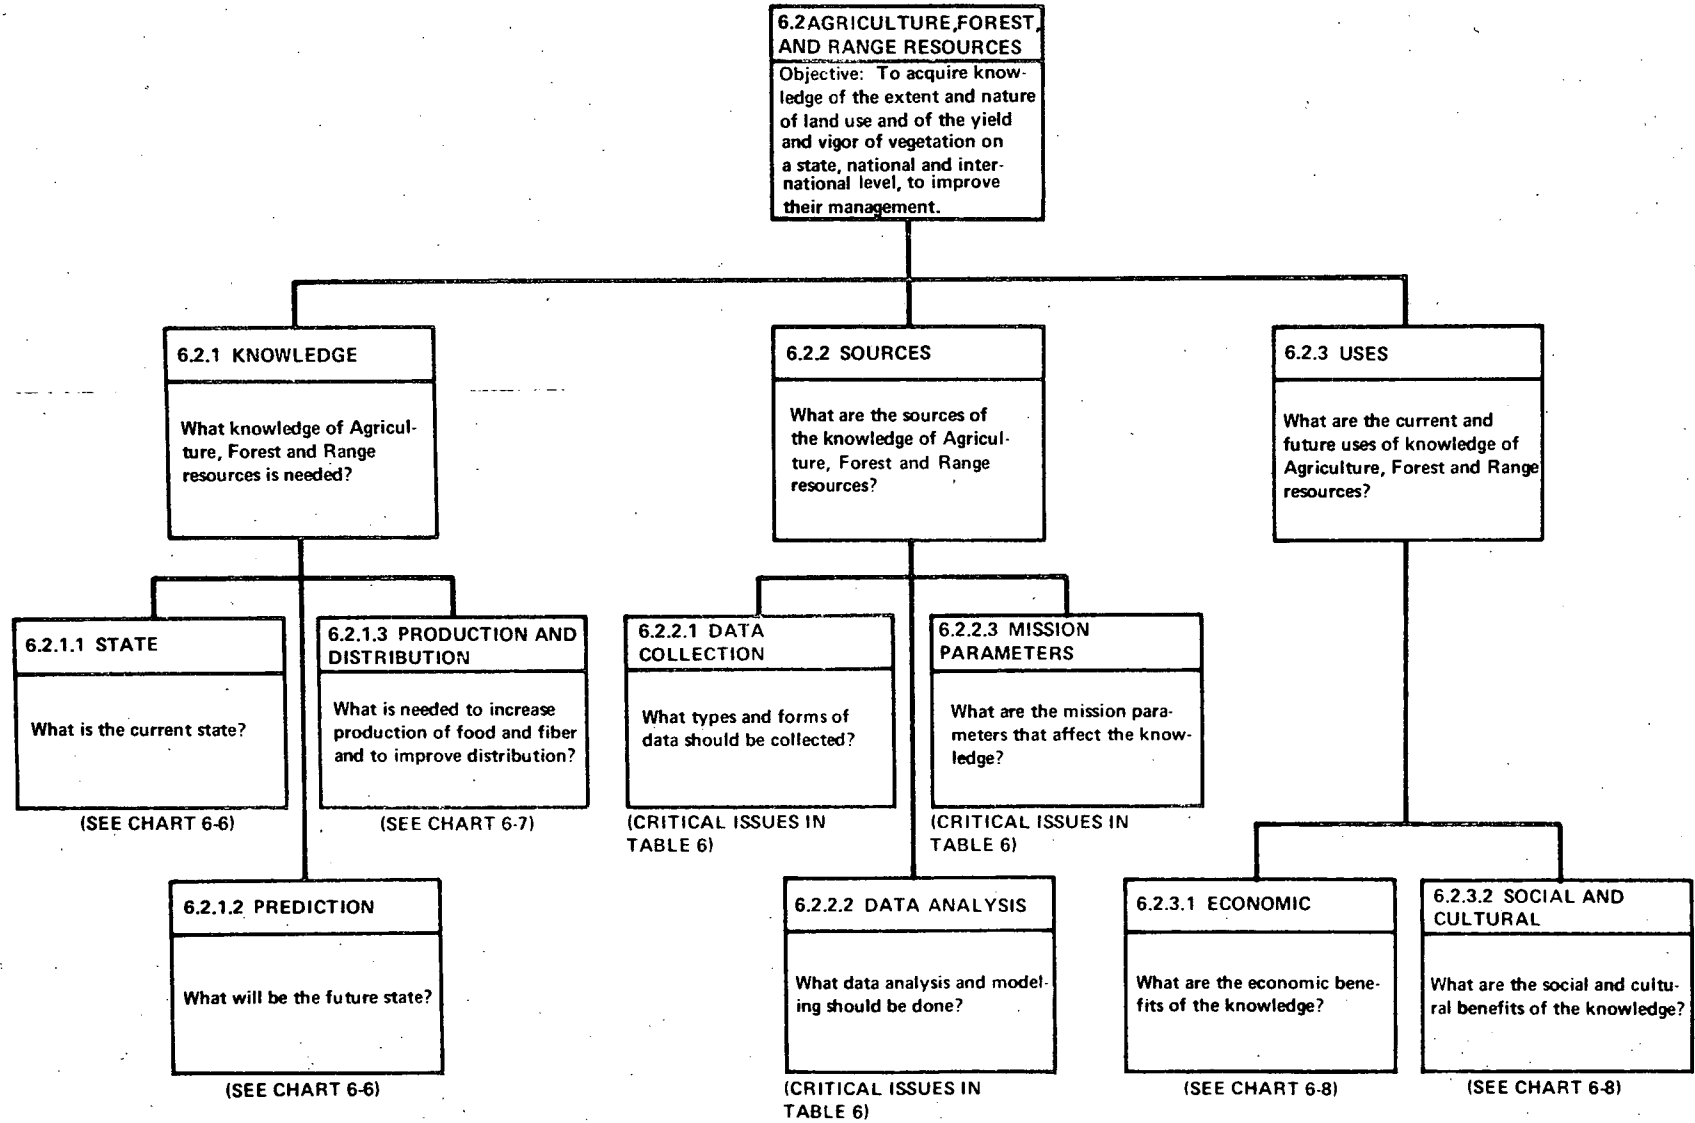 6.2 AGRICULTURE, FOREST,
AND RANGE RESOURCES
Objective: To acquire know-
ledge of the extent and nature
of land use and of the yield
and vigor of vegetation on
a state, national and inter-
national level, to improve
their management.
6.2.1 KNOWLEDGE
What knowledge of Agricul-
ture, Forest and Range
resources is needed?
6.2.2 SOURCES
What are the sources of
the knowledge of Agricul-
ture, Forest and Range
resources?
6.2.3 USES
What are the current and
future uses of knowledge of
Agriculture, Forest and Range
resources?
6.2.1.1 STATE
What is the current state?
(SEE CHART 6-6)
6.2.1.3 PRODUCTION AND
DISTRIBUTION
What is needed to increase
production of food and fiber
and to improve distribution?
(SEE CHART 6-7)
6.2.2.1 DATA
COLLECTION
What types and forms of
data should be collected?
(CRITICAL ISSUES IN
TABLE 6)
6.2.2.3 MISSION
PARAMETERS
What are the mission para-
meters that affect the know-
ledge?
(CRITICAL ISSUES IN
TABLE 6)
6.2.1.2 PREDICTION
What will be the future state?
(SEE CHART 6-6)
6.2.2.2 DATA ANALYSIS
What data analysis and model-
ing should be done?
(CRITICAL ISSUES IN
TABLE 6)
6.2.3.1 ECONOMIC
What are the economic bene-
fits of the knowledge?
(SEE CHART 6-8)
6.2.3.2 SOCIAL AND
CULTURAL
What are the social and cultu-
ral benefits of the knowledge?
(SEE CHART 6-8)